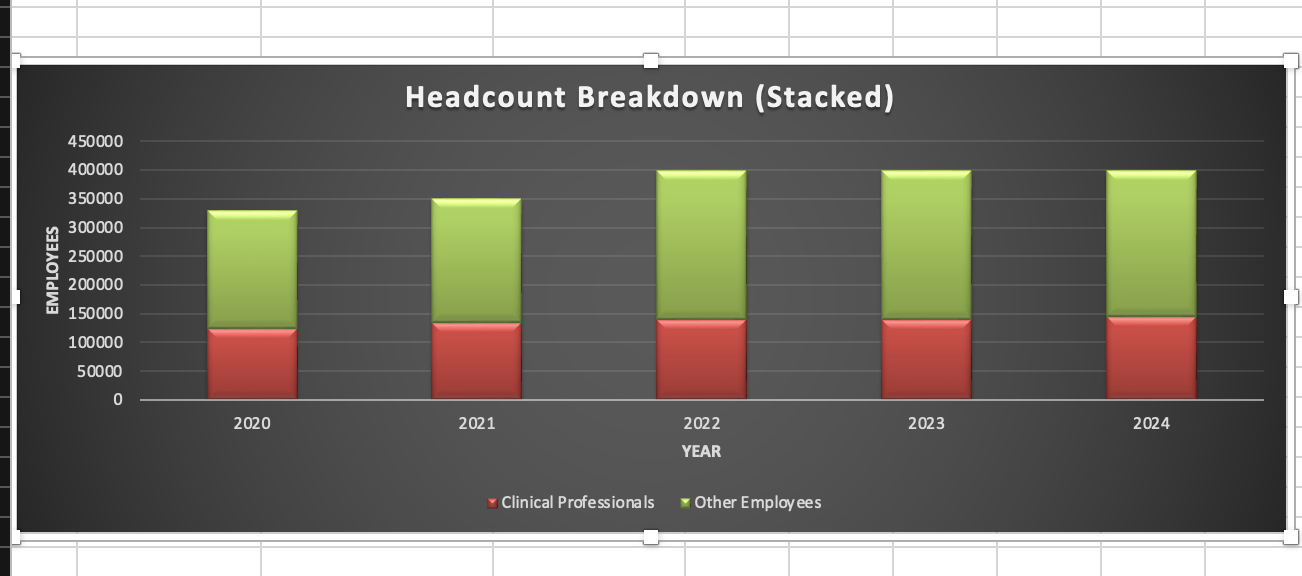 Headcount Breakdown (Stacked)
450000
400000
350000
300000
250000
200000
150000
100000
50000
0
EMPLOYEES
2020 2021 2022 2023 2024
YEAR
Clinical Professionals Other Employees